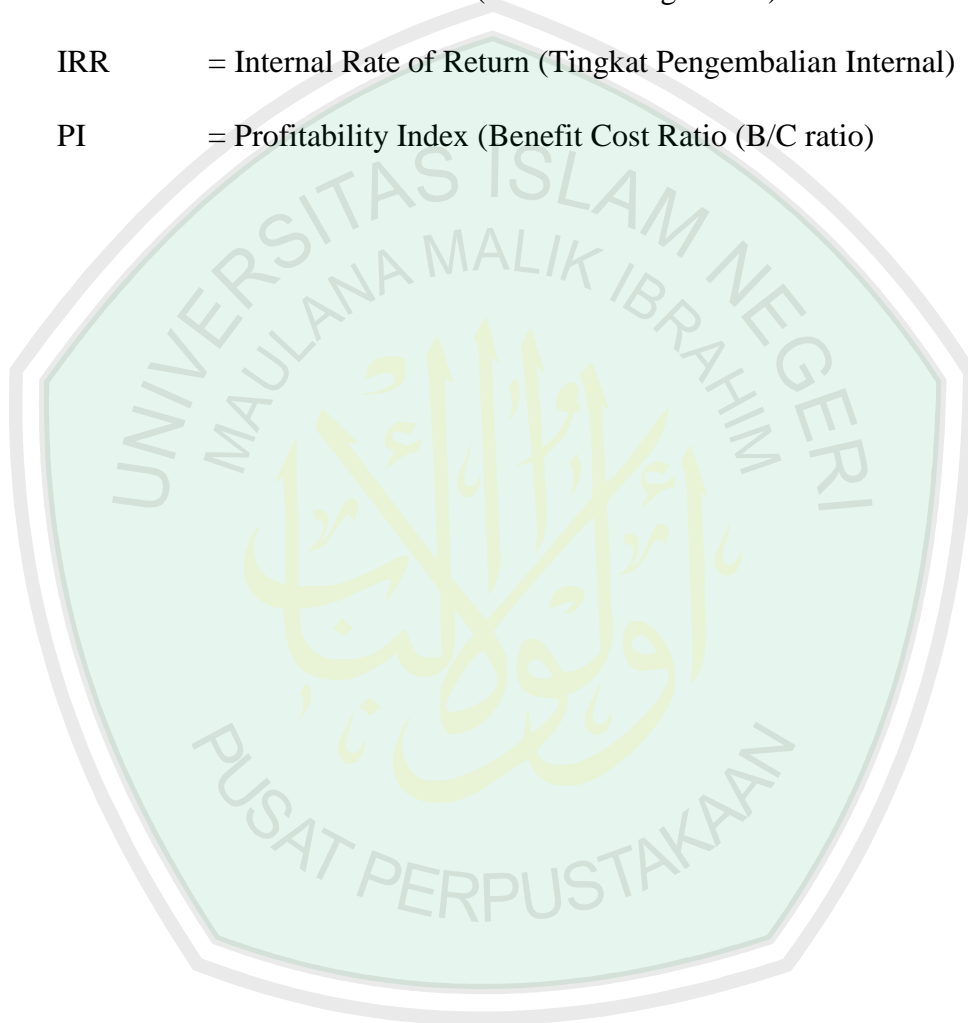 IRR = Internal Rate of Return (Tingkat Pengembalian Internal)
PI = Profitability Index (Benefit Cost Ratio (B/C ratio)
UNIVERSITAS ISLAM NEGERI
MAULANA MALIK IBRAHIM
PUSAT PERPUSTAKAAN